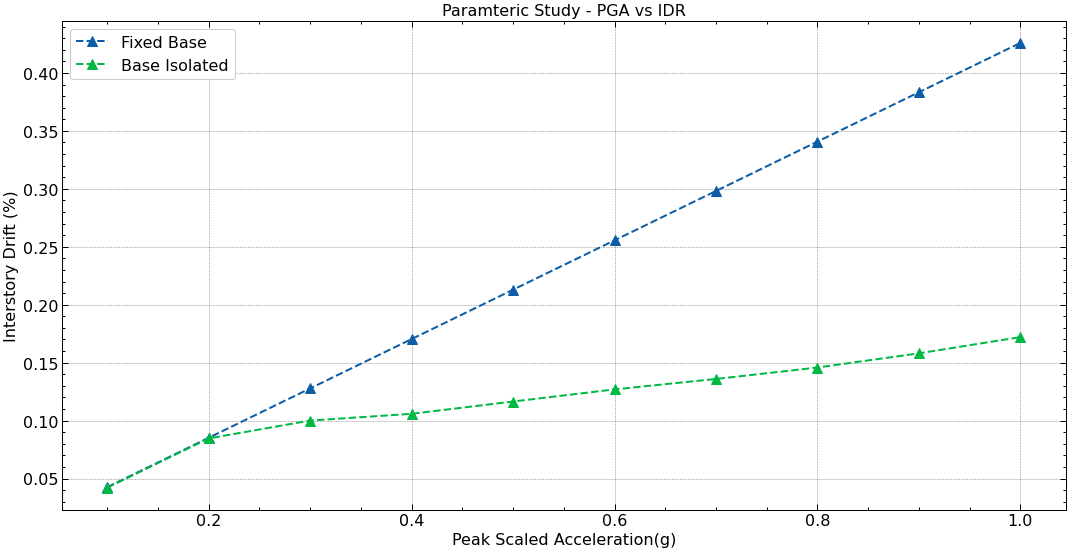 Paramteric Study - PGA vs IDR
Fixed Base
Base Isolated
0.40
0.35
0.30
0.25
0.20
0.15
0.10
0.05
Interstory Drift (%)
0.2 0.4 0.6 0.8 1.0
Peak Scaled Acceleration(g)